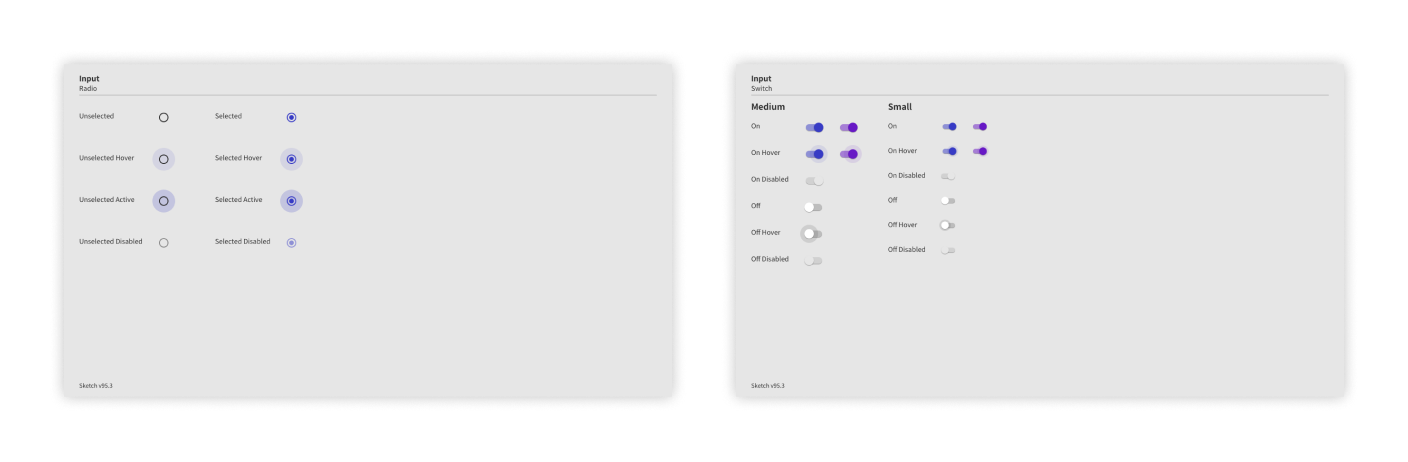 Input
Radio
Unselected
Selected
Unselected Hover
Selected Hover
Unselected Active
Selected Active
Unselected Disabled
Selected Disabled
Sketch v95.3
Input
Switch
Medium
On
On Hover
On Disabled
Off
Off Hover
Off Disabled
Small
On
On Hover
On Disabled
Off
Off Hover
Off Disabled
Sketch v95.3